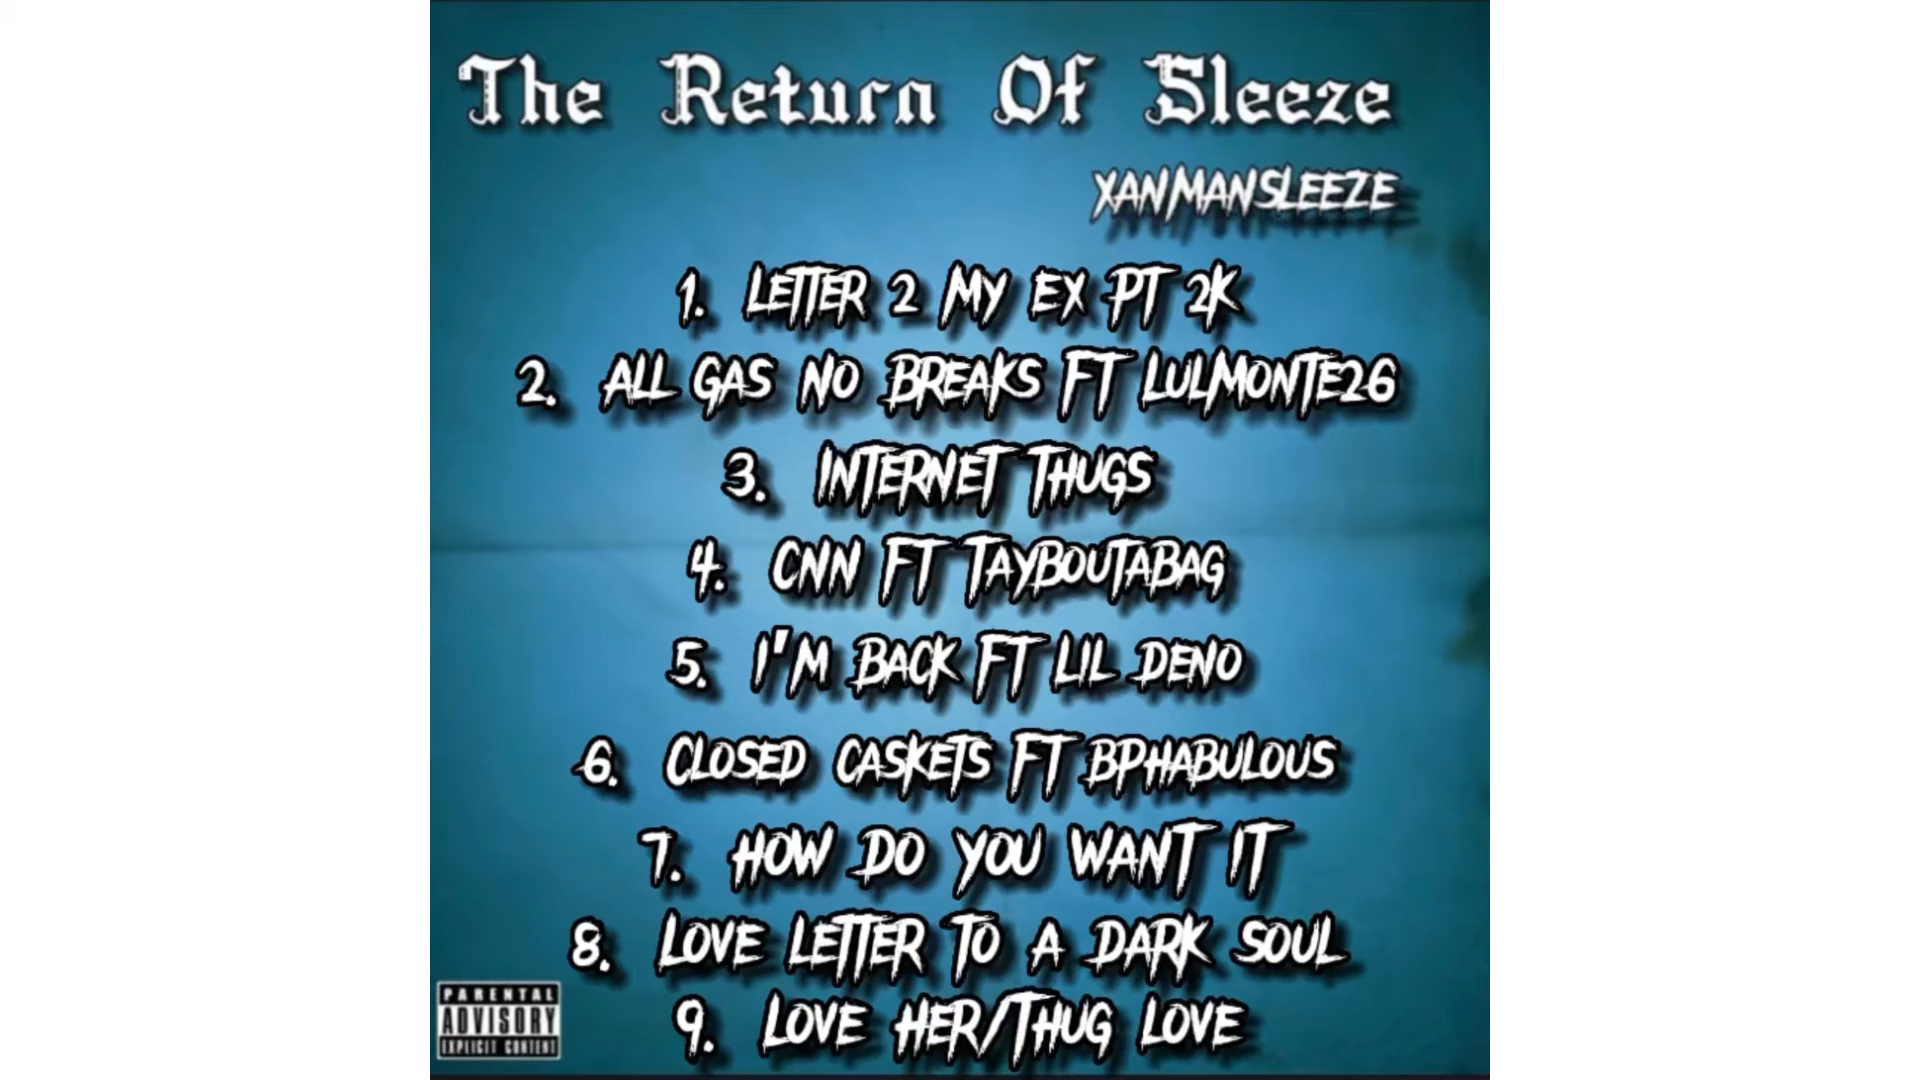 The Return Of Sleeze
XANMANSLEEZE
1. LETTER 2 MY EX PT 2K
2. ALL GAS NO BREAKS FT LULMONTE26
3. INTERNET THUGS
4. CNN FT TAYBOUTABAG
5. I'M BACK FT LIL DENO
6. CLOSED CASKETS FT BPHABULOUS
7. HOW DO YOU WANT IT
8. LOVE LETTER TO A DARK SOUL
9. LOVE HER/THUG LOVE
PARENTAL
ADVISORY
EXPLICIT CONTENT